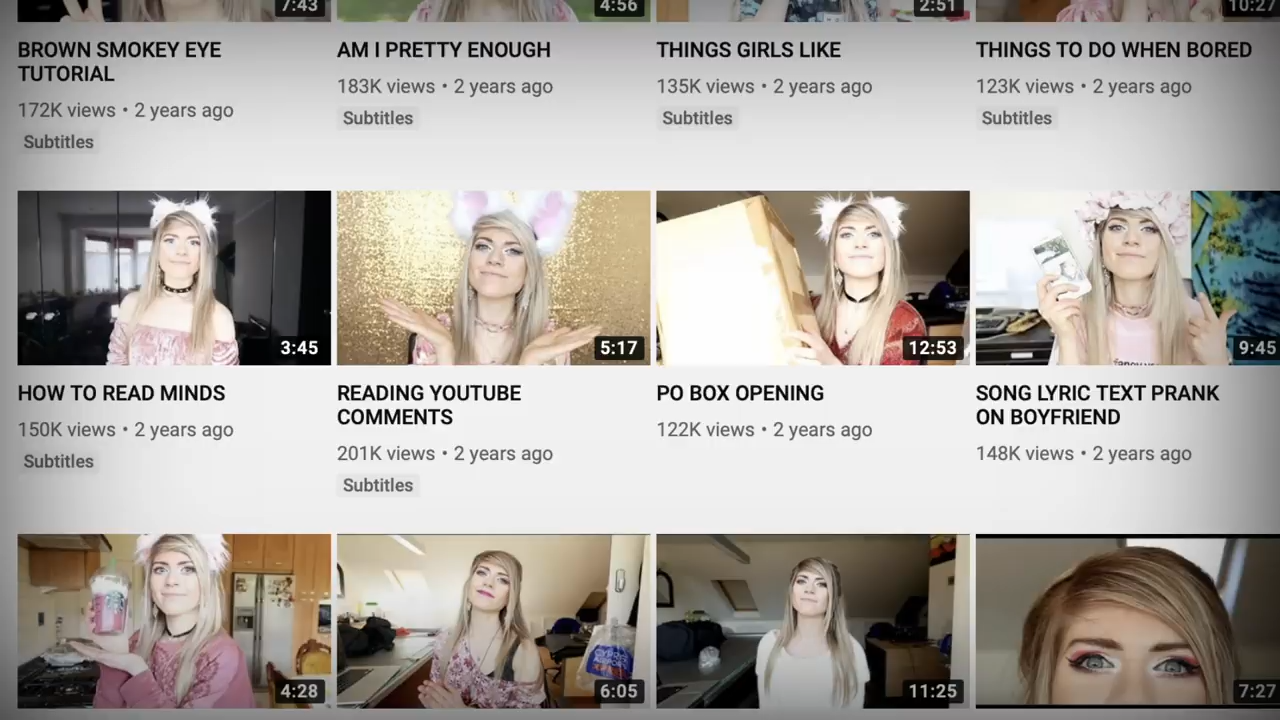 7:43
4:56
2:51
10:27
BROWN SMOKEY EYE
TUTORIAL
172K views • 2 years ago
Subtitles
AM I PRETTY ENOUGH
183K views • 2 years ago
Subtitles
THINGS GIRLS LIKE
135K views • 2 years ago
Subtitles
THINGS TO DO WHEN BORED
123K views • 2 years ago
Subtitles
3:45
5:17
12:53
9:45
HOW TO READ MINDS
150K views • 2 years ago
Subtitles
READING YOUTUBE
COMMENTS
201K views • 2 years ago
Subtitles
PO BOX OPENING
122K views • 2 years ago
SONG LYRIC TEXT PRANK
ON BOYFRIEND
148K views • 2 years ago
4:28
6:05
11:25
7:27